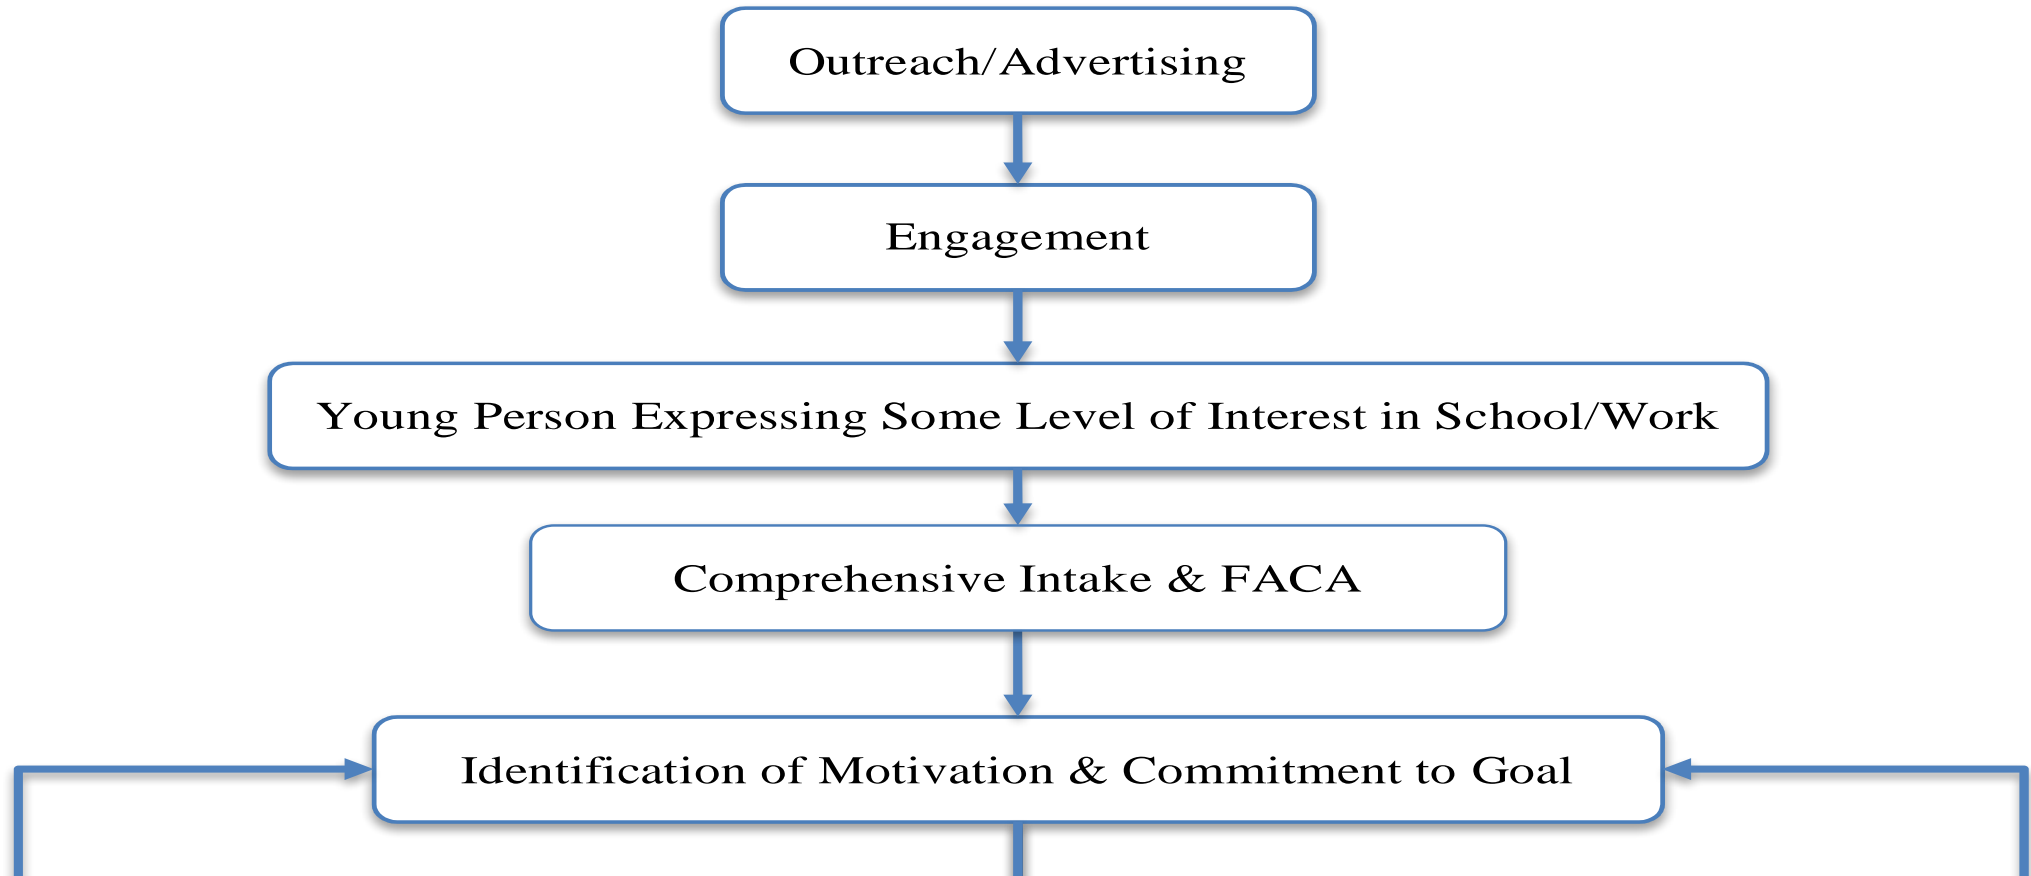 Outreach/Advertising
Engagement
Young Person Expressing Some Level of Interest in School/Work
Comprehensive Intake & FACA
Identification of Motivation & Commitment to Goal